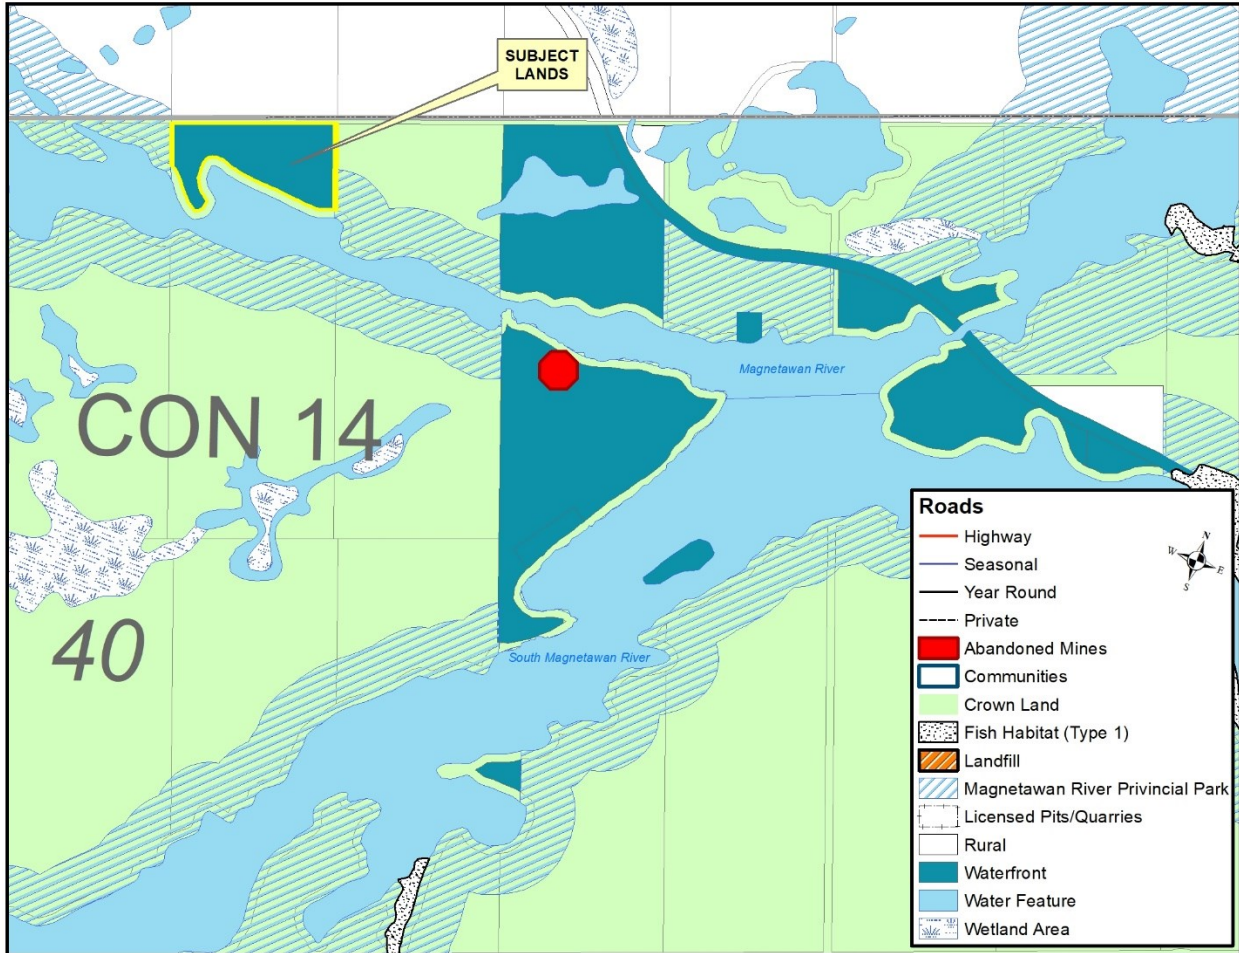 SUBJECT
LANDS
Magnetawan River
CON 14
40
South Magnetawan River
Roads
Highway
Seasonal
Year Round
Private
Abandoned Mines
Communities
Crown Land
Fish Habitat (Type 1)
Landfill
Magnetawan River Privincial Park
Licensed Pits/Quarries
Rural
Waterfront
Water Feature
Wetland Area
N
W
E
S